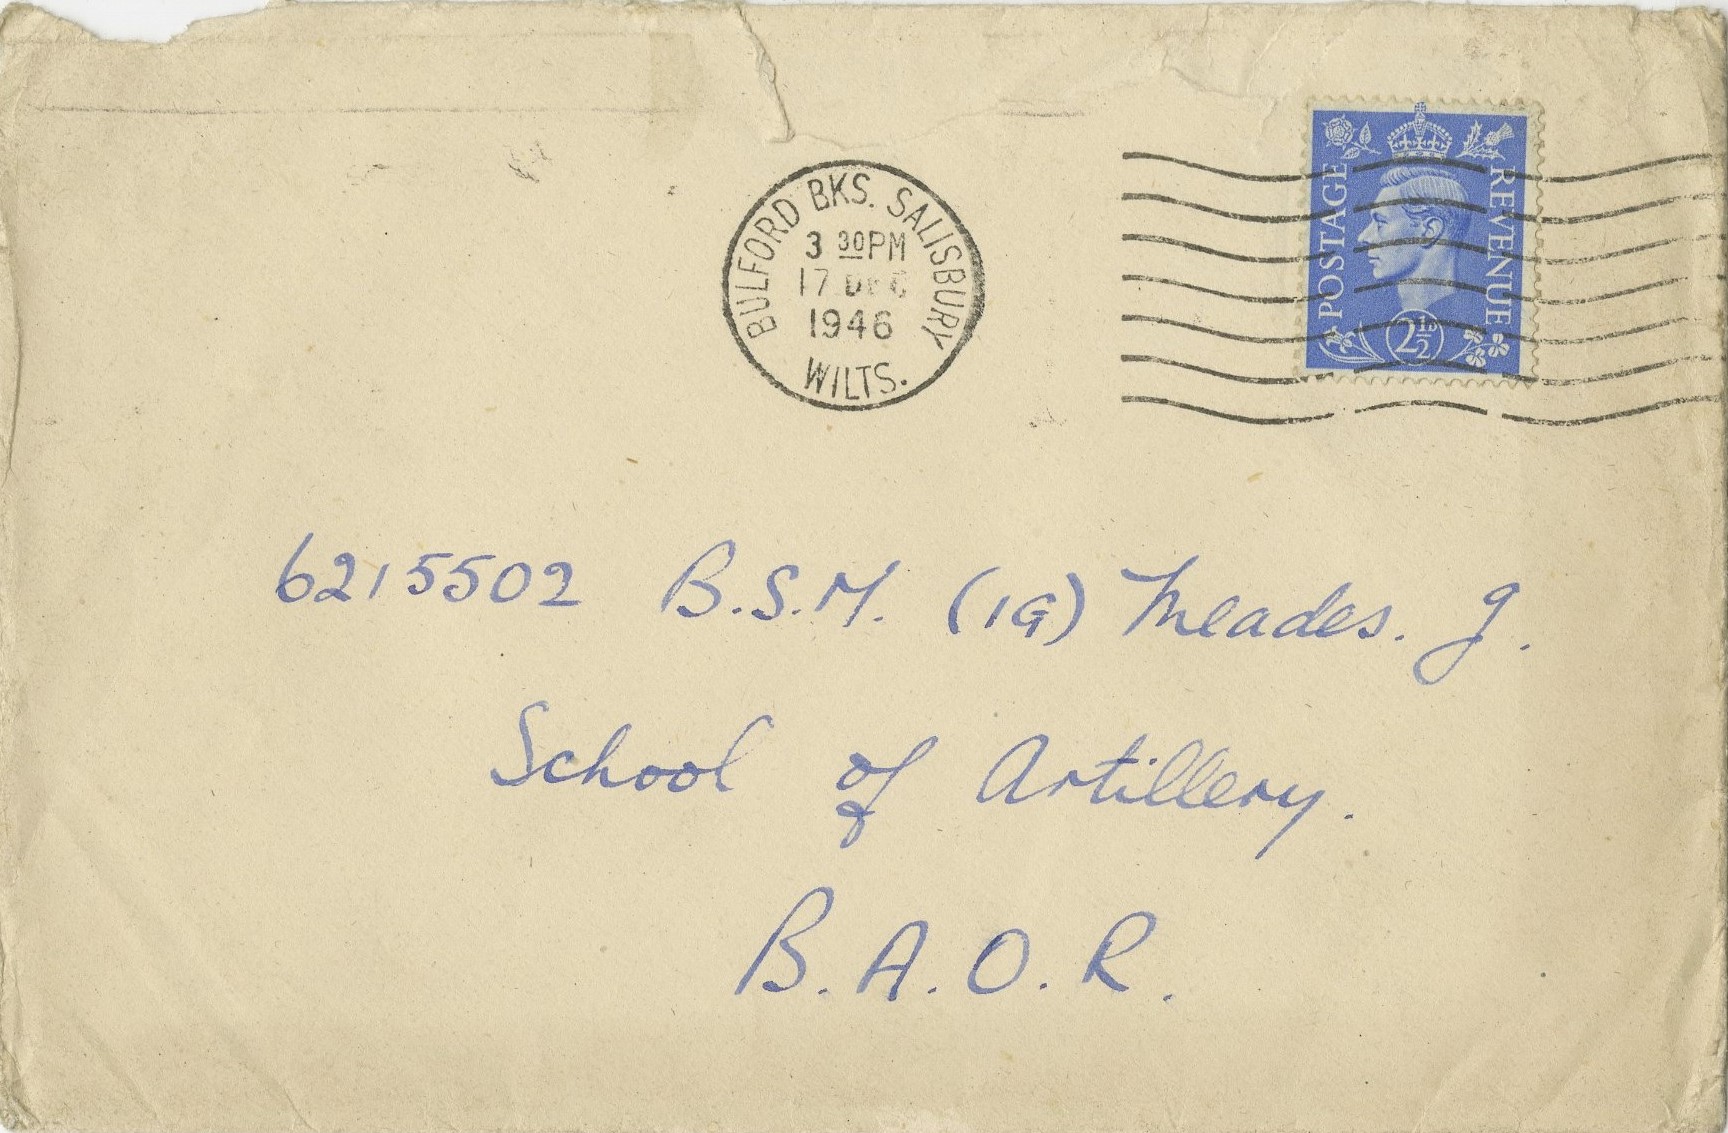 BULFORD BKS. SALISBURY
3 30PM
17 DEC
1946
WILTS.
POSTAGE
REVENUE
2½D
6215502 B.S.M. (IG) Meades. J.
School of Artillery.
B.A.O.R.